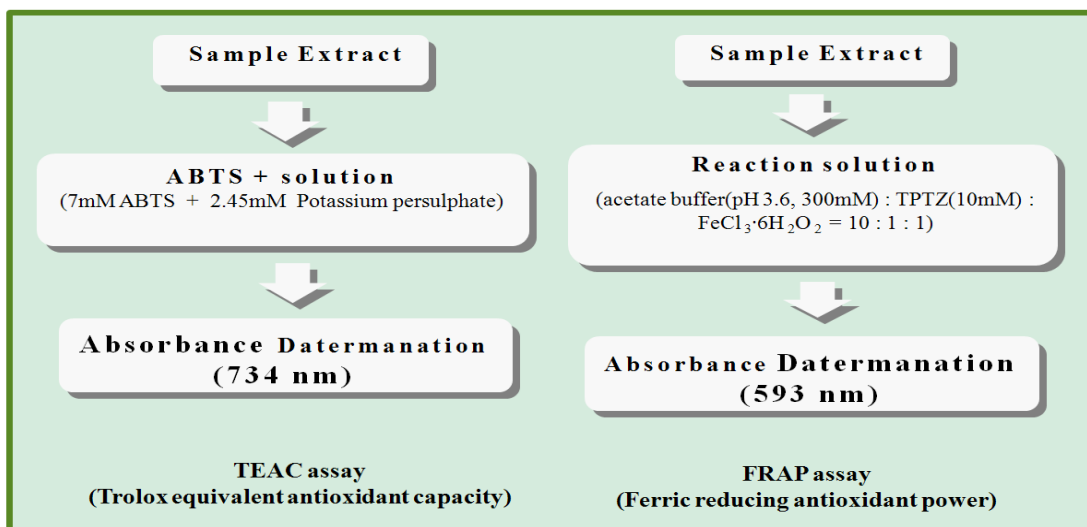 Sample Extract
ABTS + solution
(7mM ABTS + 2.45mM Potassium persulphate)
Absorbance Datermanation
(734 nm)
TEAC assay
(Trolox equivalent antioxidant capacity)
Sample Extract
Reaction solution
(acetate buffer(pH 3.6, 300mM) : TPTZ(10mM) :
FeCl₃·6H₂O₂ = 10 : 1 : 1)
Absorbance Datermanation
(593 nm)
FRAP assay
(Ferric reducing antioxidant power)